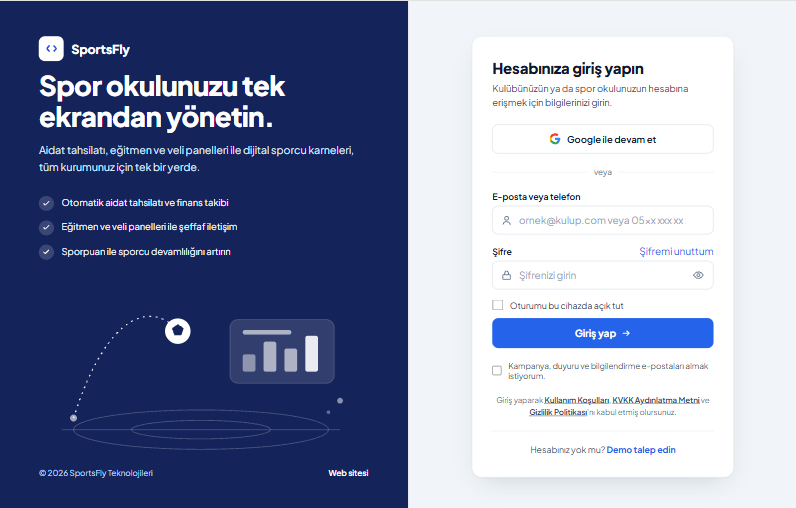 SportsFly
Spor okulunuzu tek
ekrandan yönetin.
Aidat tahsilatı, eğitmen ve veli panelleri ile dijital sporcu karneleri,
tüm kurumunuz için tek bir yerde.
Otomatik aidat tahsilatı ve finans takibi
Eğitmen ve veli panelleri ile şeffaf iletişim
Sporpuan ile sporcu devamlılığını artırın
© 2026 SportsFly Teknolojileri
Web sitesi
Hesabınıza giriş yapın
Kulübünüzün ya da spor okulunuzun hesabına
erişmek için bilgilerinizi girin.
Google ile devam et
veya
E-posta veya telefon
ornek@kulup.com veya 05xx xxx xx
Şifre
Şifremi unuttum
Şifrenizi girin
Oturumu bu cihazda açık tut
Giriş yap →
Kampanya, duyuru ve bilgilendirme e-postaları almak
istiyorum.
Giriş yaparak Kullanım Koşulları, KVKK Aydınlatma Metni ve
Gizlilik Politikası'nı kabul etmiş olursunuz.
Hesabınız yok mu? Demo talep edin